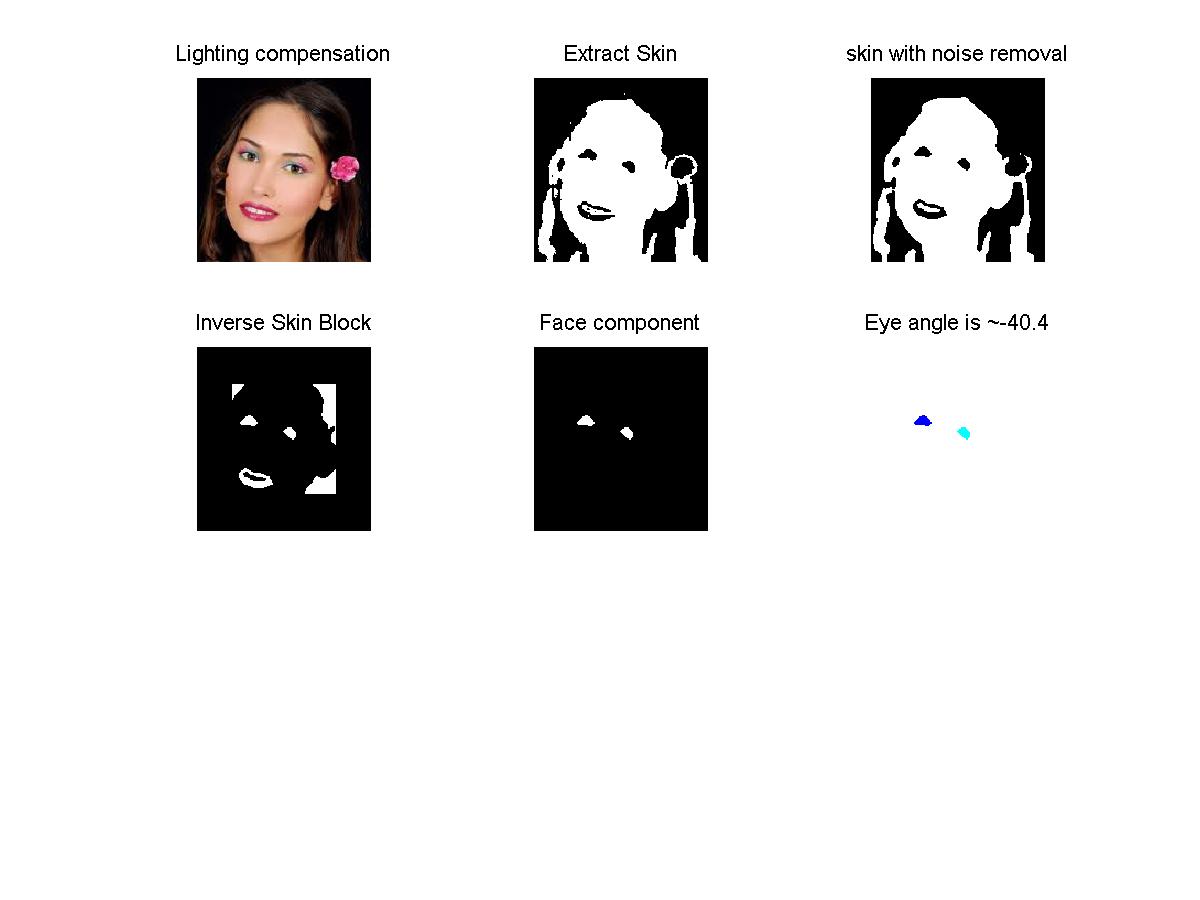 Lighting compensation
Extract Skin
skin with noise removal
Inverse Skin Block
Face component
Eye angle is ~-40.4